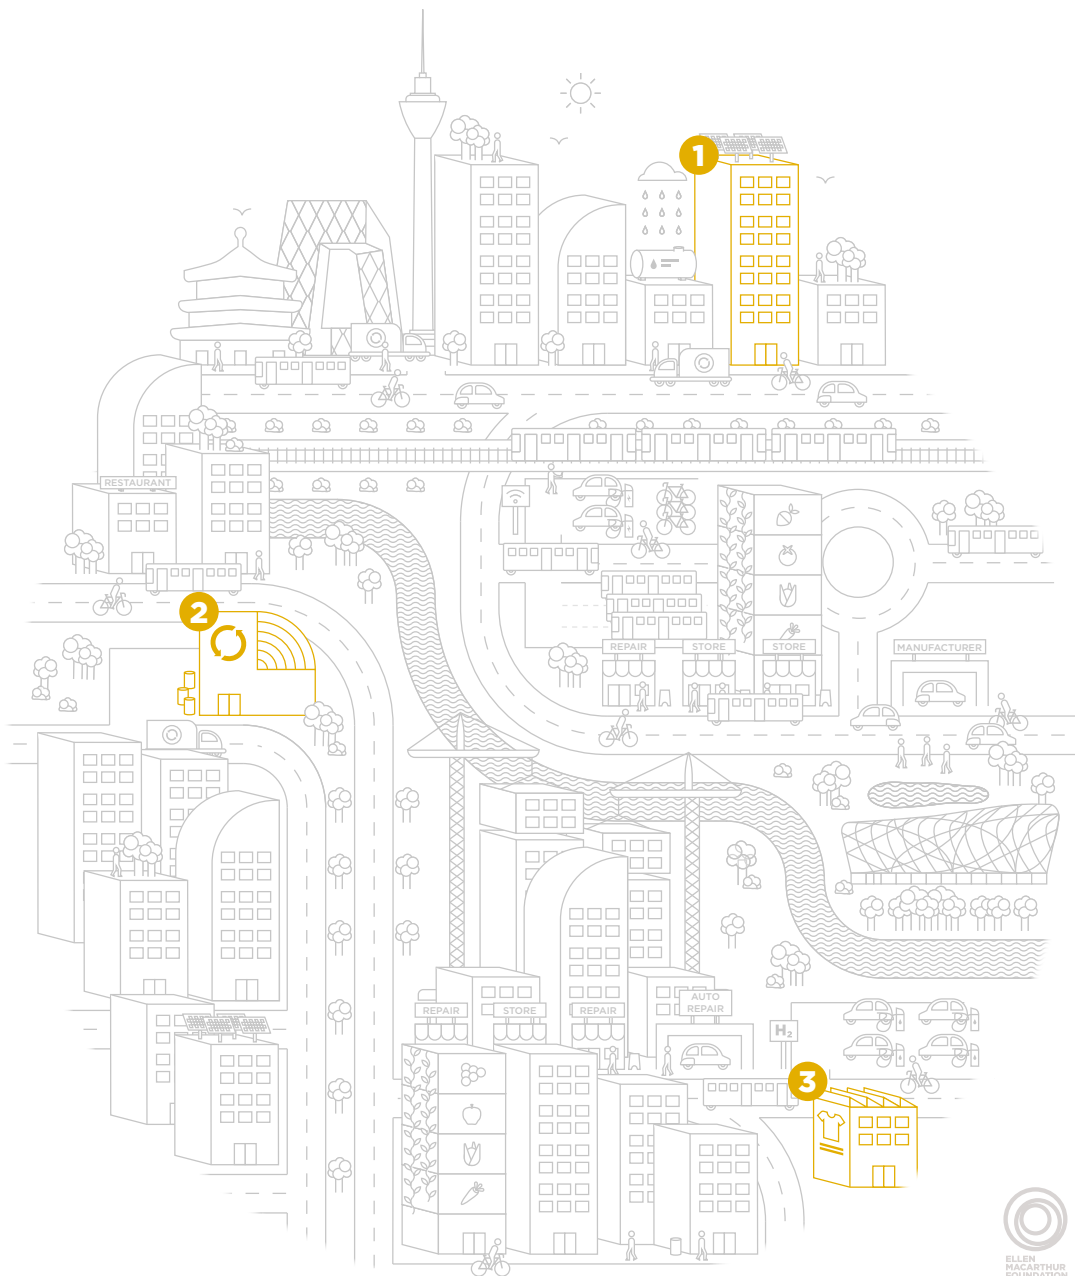 1
RESTAURANT
2
REPAIR
STORE
STORE
MANUFACTURER
REPAIR
STORE
REPAIR
AUTO
REPAIR
H2
3
ELLEN
MACARTHUR
FOUNDATION